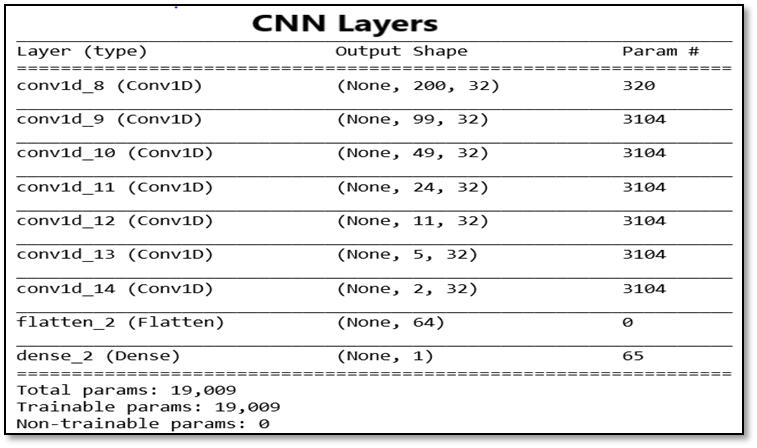 CNN Layers
Layer (type) Output Shape Param #
conv1d_8 (Conv1D) (None, 200, 32) 320
conv1d_9 (Conv1D) (None, 99, 32) 3104
conv1d_10 (Conv1D) (None, 49, 32) 3104
conv1d_11 (Conv1D) (None, 24, 32) 3104
conv1d_12 (Conv1D) (None, 11, 32) 3104
conv1d_13 (Conv1D) (None, 5, 32) 3104
conv1d_14 (Conv1D) (None, 2, 32) 3104
flatten_2 (Flatten) (None, 64) 0
dense_2 (Dense) (None, 1) 65
Total params: 19,009
Trainable params: 19,009
Non-trainable params: 0